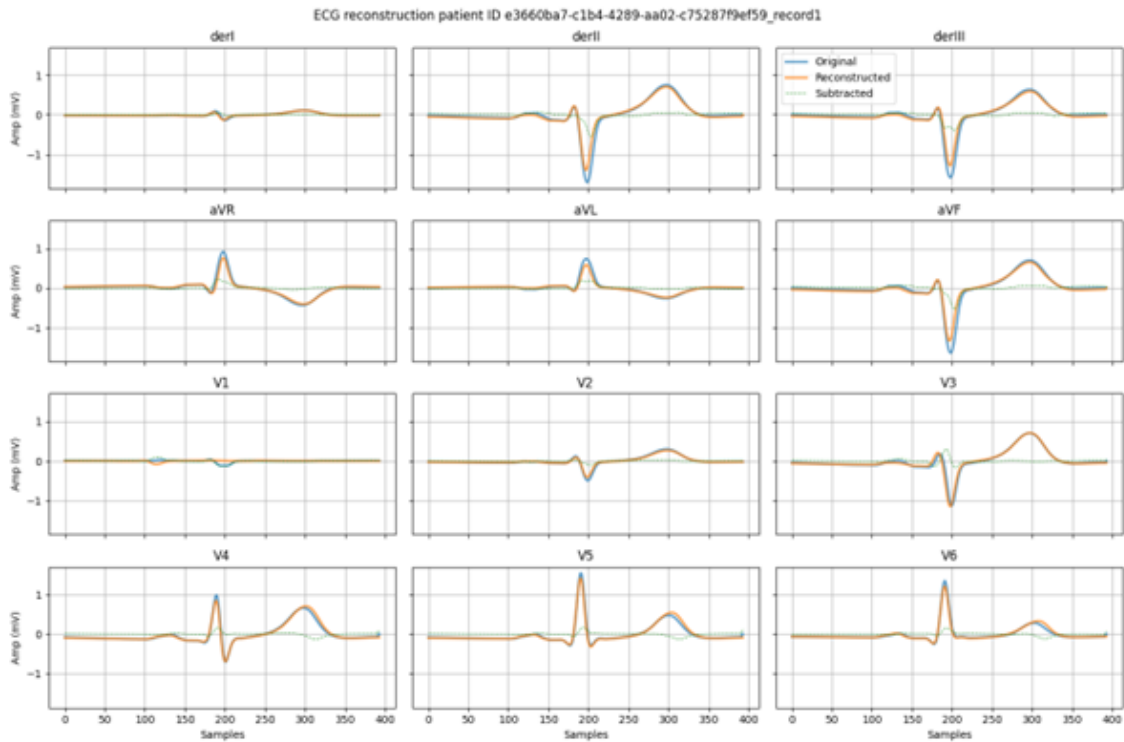 ECG reconstruction patient ID e3660ba7-c1b4-4289-aa02-c75287f9ef59_record1
derI derII derIII
Original
Reconstructed
Subtracted
Amp (mV)
1
0
−1
aVR aVL aVF
Amp (mV)
1
0
−1
V1 V2 V3
Amp (mV)
1
0
−1
V4 V5 V6
Amp (mV)
1
0
−1
0 50 100 150 200 250 300 350 400 0 50 100 150 200 250 300 350 400 0 50 100 150 200 250 300 350 400
Samples Samples Samples